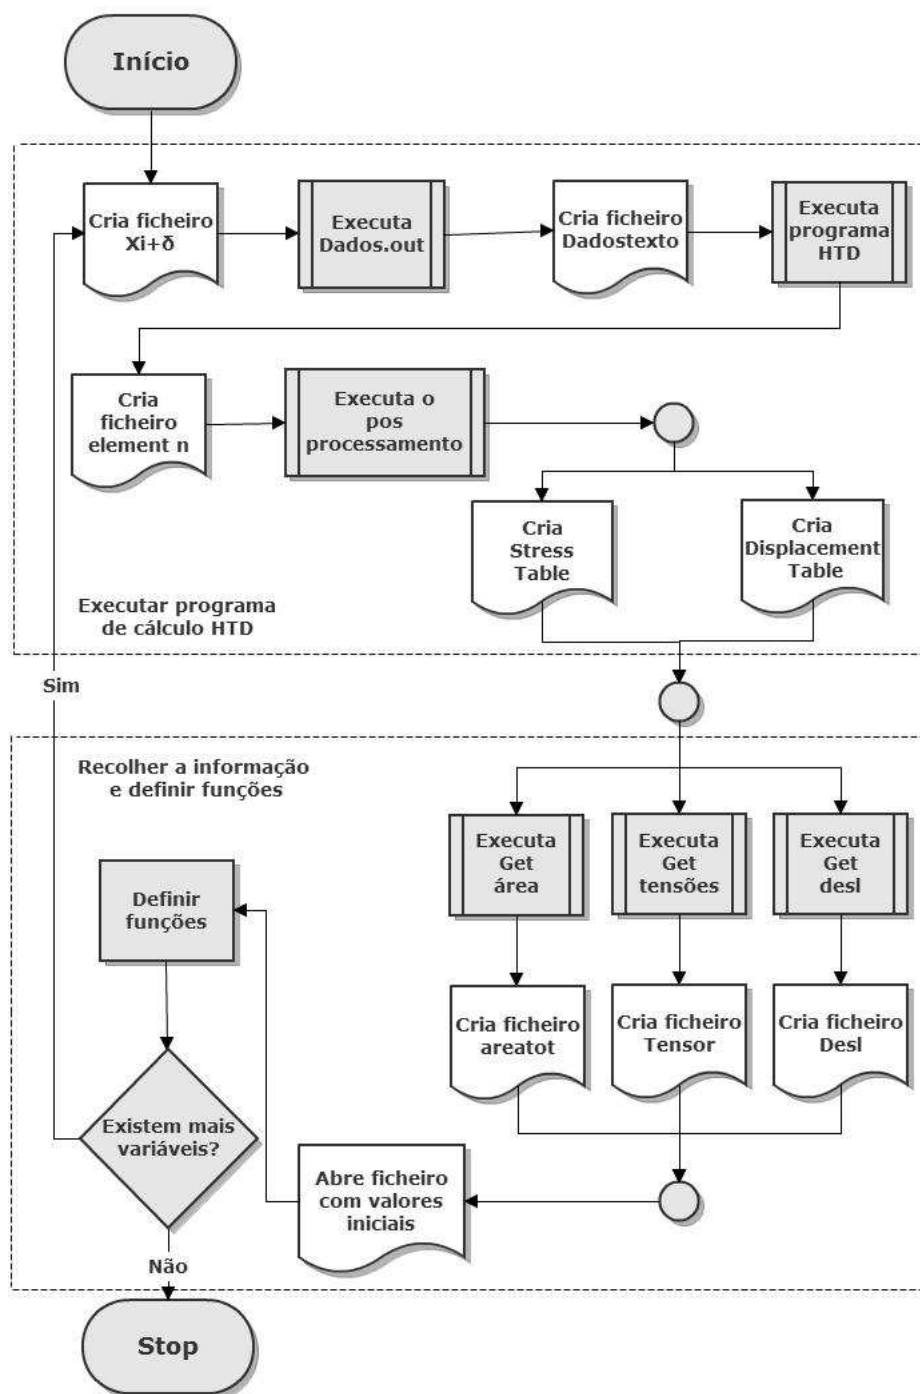 Início
Cria ficheiro
Xi+δ
Executa
Dados.out
Cria ficheiro
Dadostexto
Executa
programa
HTD
Cria
ficheiro
element n
Executa o
pos
processamento
Cria
Stress
Table
Cria
Displacement
Table
Executar programa
de cálculo HTD
Sim
Recolher a informação
e definir funções
Executa
Get
área
Executa
Get
tensões
Executa
Get
desl
Definir
funções
Cria ficheiro
areatot
Cria ficheiro
Tensor
Cria ficheiro
Desl
Existem mais
variáveis?
Abre ficheiro
com valores
iniciais
Não
Stop